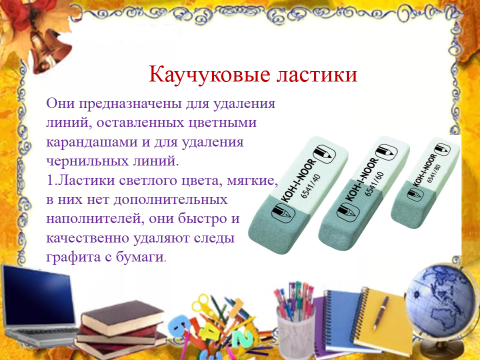 Каучуковые ластики
Они предназначены для удаления
линий, оставленных цветными
карандашами и для удаления
чернильных линий.
1.Ластики светлого цвета, мягкие,
в них нет дополнительных
наполнителей, они быстро и
качественно удаляют следы
графита с бумаги.
KOH-I-NOOR
6541/40
KOH-I-NOOR
6541/60
KOH-I-NOOR
6541/80